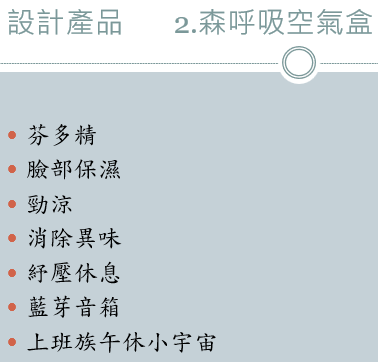 設計產品 2.森呼吸空氣盒
芬多精
臉部保濕
勁涼
消除異味
紓壓休息
藍芽音箱
上班族午休小宇宙